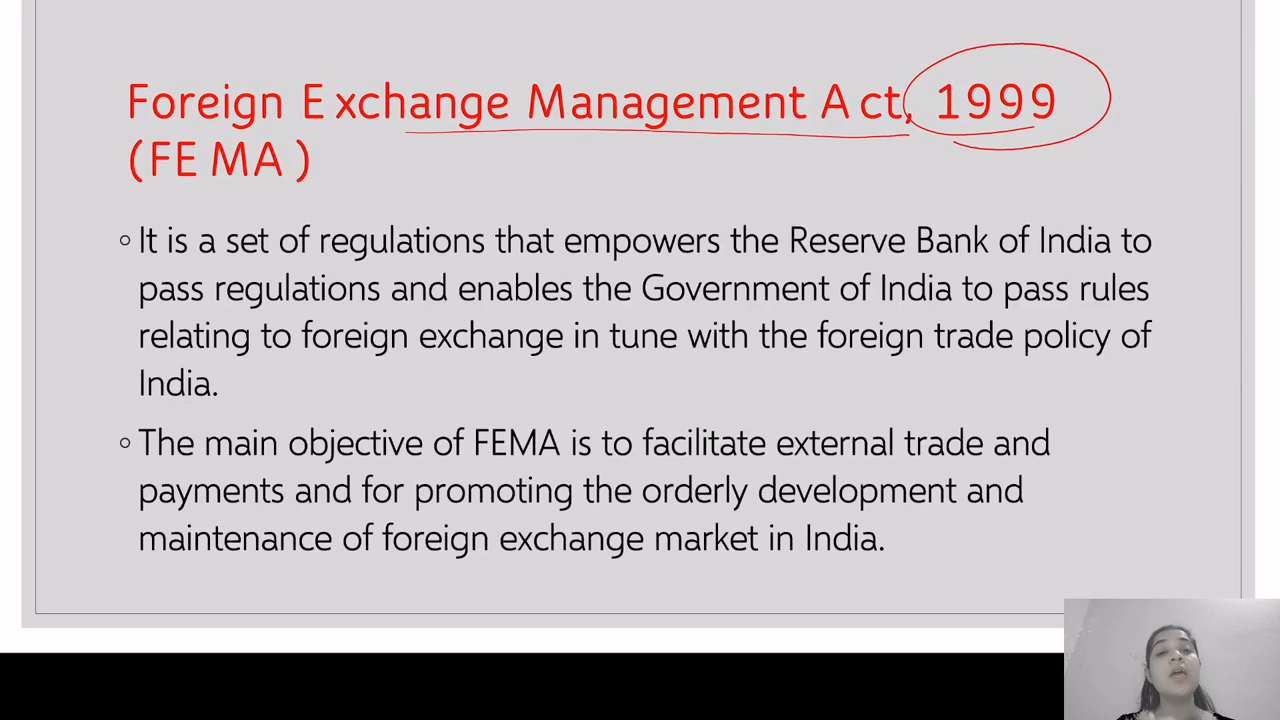 Foreign Exchange Management Act, 1999
(FEMA)
◦ It is a set of regulations that empowers the Reserve Bank of India to
pass regulations and enables the Government of India to pass rules
relating to foreign exchange in tune with the foreign trade policy of
India.
◦ The main objective of FEMA is to facilitate external trade and
payments and for promoting the orderly development and
maintenance of foreign exchange market in India.